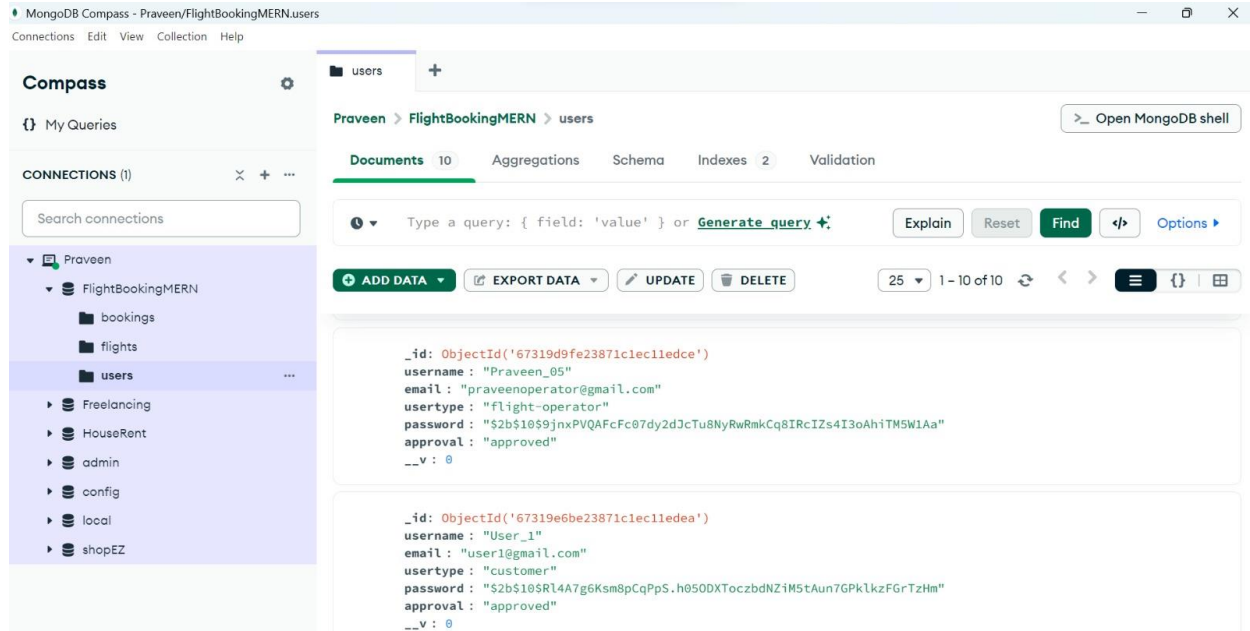 MongoDB Compass - Praveen/FlightBookingMERN.users
Connections Edit View Collection Help
Compass
{} My Queries
CONNECTIONS (1)
Search connections
Praveen
FlightBookingMERN
bookings
flights
users
Freelancing
HouseRent
admin
config
local
shopEZ
users
Praveen > FlightBookingMERN > users
>_ Open MongoDB shell
Documents 10 Aggregations Schema Indexes 2 Validation
Type a query: { field: 'value' } or Generate query
Explain Reset Find </> Options
ADD DATA EXPORT DATA UPDATE DELETE 25 1 – 10 of 10 {}
_id: ObjectId('67319d9fe23871c1ec11edce')
username : "Praveen_05"
email : "praveenoperator@gmail.com"
usertype : "flight-operator"
password : "$2b$10$9jnxPVQAFcFc07dy2dJcTu8NyRwRmkCq8IRcIZs4I3oAhiTM5W1Aa"
approval : "approved"
__v : 0
_id: ObjectId('67319e6be23871c1ec11edea')
username : "User_1"
email : "user1@gmail.com"
usertype : "customer"
password : "$2b$10$Rl4A7g6Ksm8pCqPpS.h05ODXToczbdNZiM5tAun7GPklkzFGrTzHm"
approval : "approved"
__v : 0